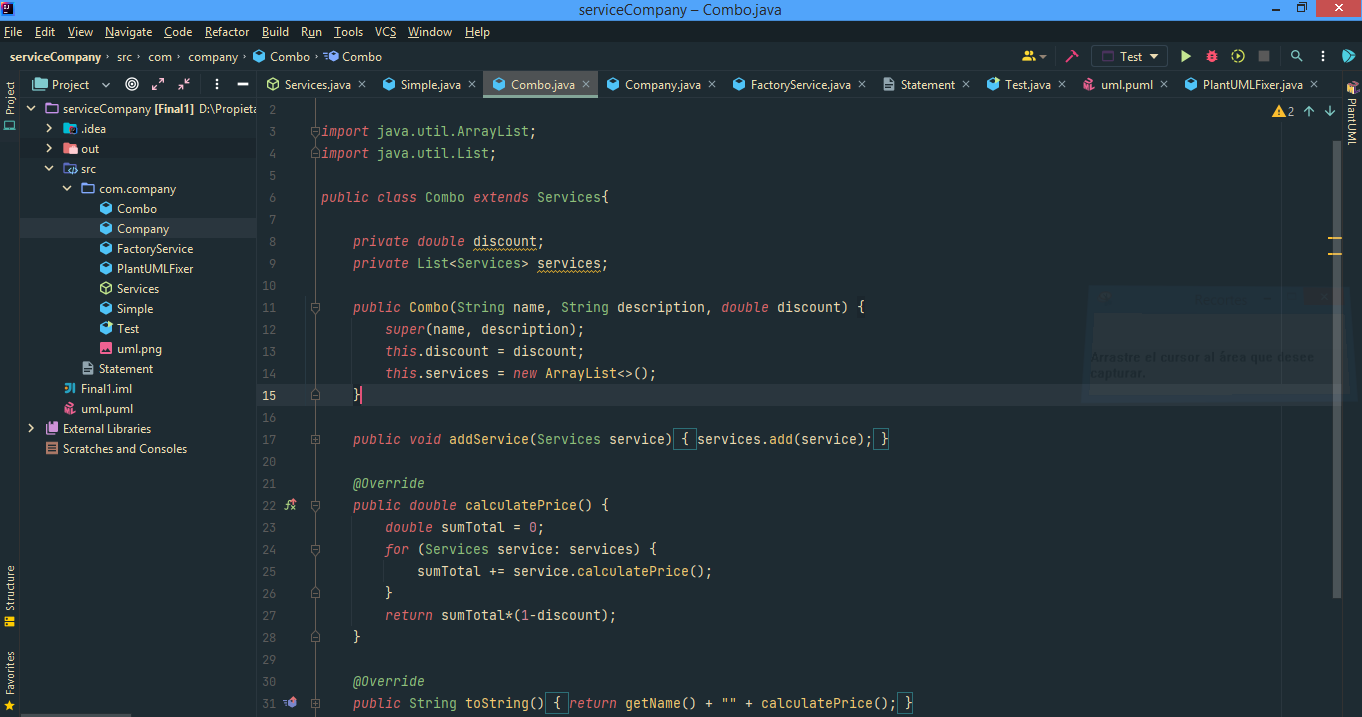 serviceCompany – Combo.java
File Edit View Navigate Code Refactor Build Run Tools VCS Window Help
serviceCompany › src › com › company › Combo › Combo
Test
Project
Services.java × Simple.java × Combo.java × Company.java × FactoryService.java × Statement × Test.java × uml.puml × PlantUMLFixer.java ×
Project
Structure
Favorites
PlantUML
serviceCompany [Final1] D:\Propieta
.idea
out
src
com.company
Combo
Company
FactoryService
PlantUMLFixer
Services
Simple
Test
uml.png
Statement
Final1.iml
uml.puml
External Libraries
Scratches and Consoles
2
2
3 import java.util.ArrayList;
4 import java.util.List;
5
6 public class Combo extends Services{
7
8 private double discount;
9 private List<Services> services;
10
11 public Combo(String name, String description, double discount) {
12 super(name, description);
13 this.discount = discount;
14 this.services = new ArrayList<>();
15 }
16
17 public void addService(Services service) { services.add(service); }
20
21 @Override
22 public double calculatePrice() {
23 double sumTotal = 0;
24 for (Services service: services) {
25 sumTotal += service.calculatePrice();
26 }
27 return sumTotal*(1-discount);
28 }
29
30 @Override
31 public String toString() { return getName() + "" + calculatePrice(); }
Arrastre el cursor al área que desee
capturar.